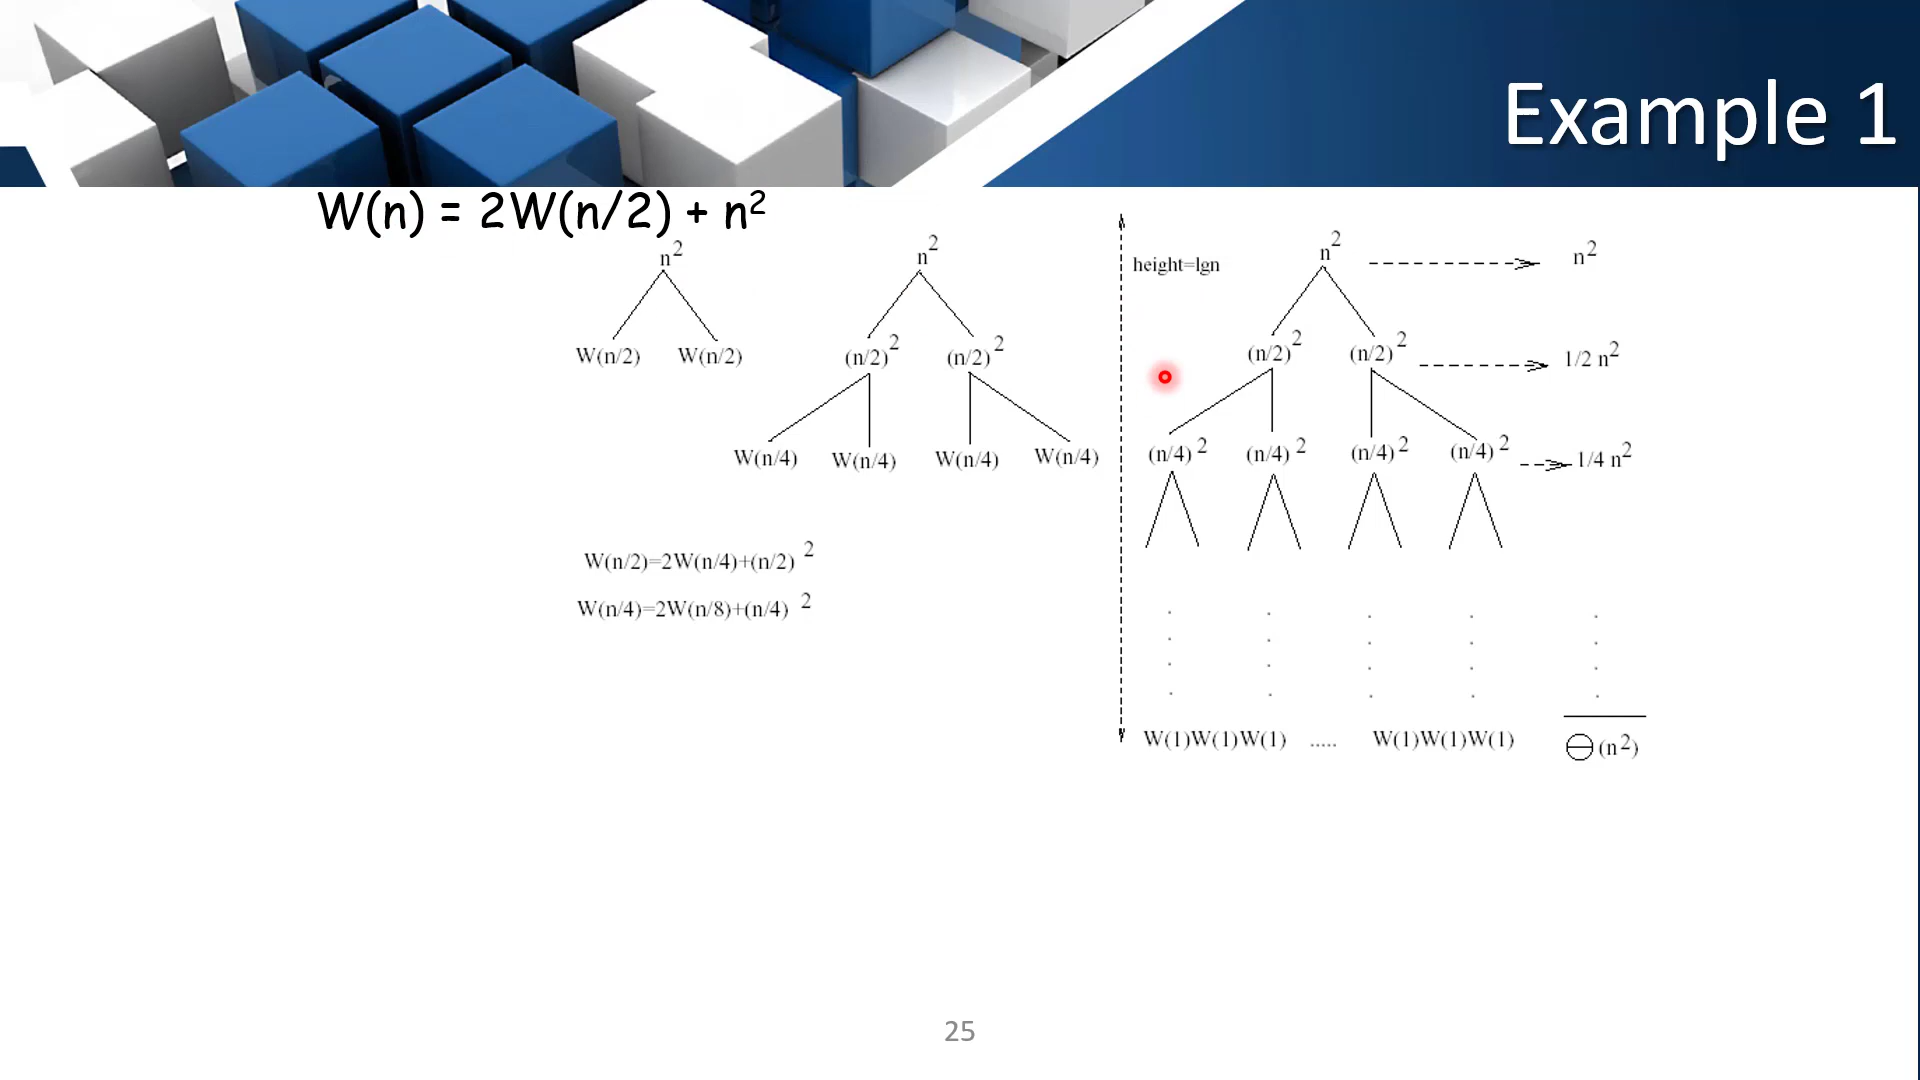 Example 1
W(n) = 2W(n/2) + n²
n²
W(n/2) W(n/2)
n²
(n/2)² (n/2)²
W(n/4) W(n/4) W(n/4) W(n/4)
W(n/2)=2W(n/4)+(n/2)²
W(n/4)=2W(n/8)+(n/4)²
height=lgn
n² n²
(n/2)² (n/2)² 1/2 n²
(n/4)² (n/4)² (n/4)² (n/4)² 1/4 n²
W(1)W(1)W(1) ..... W(1)W(1)W(1) Θ(n²)
25